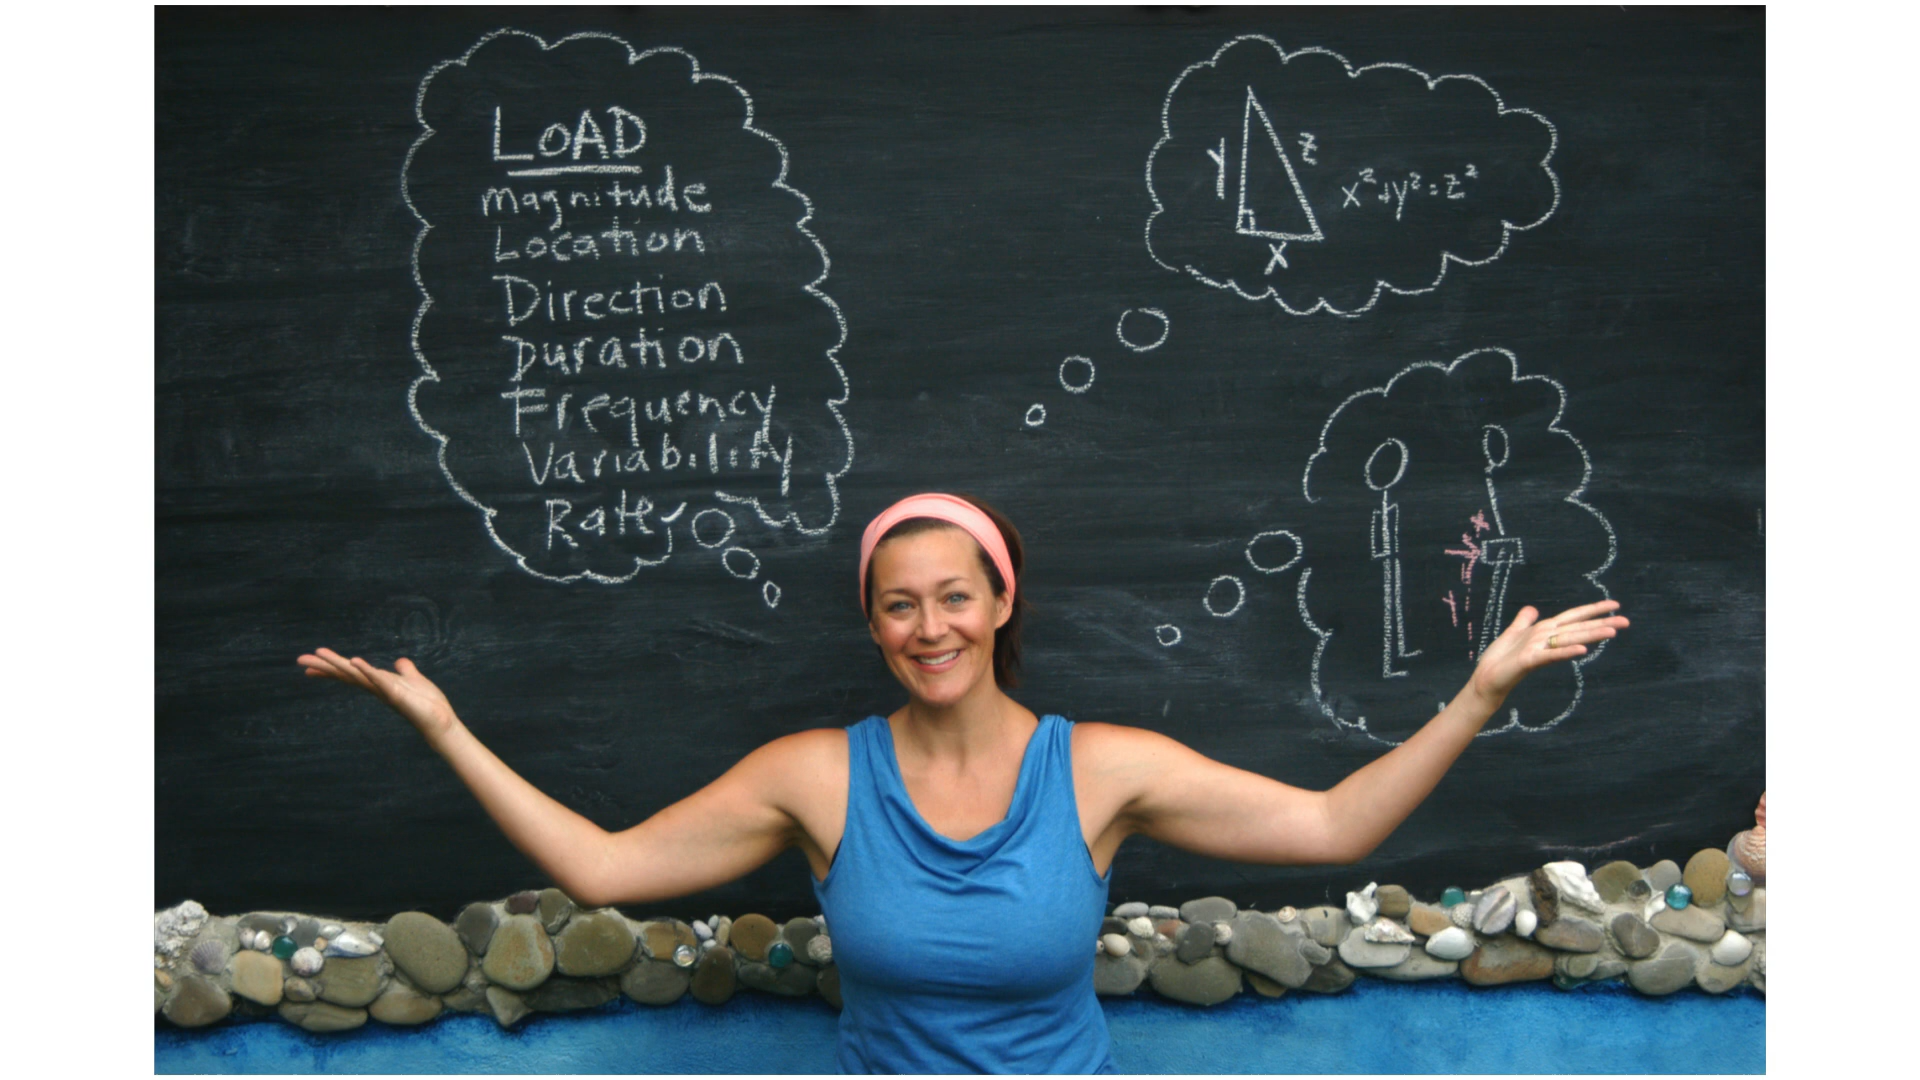 LOAD
Magnitude
Location
Direction
Duration
Frequency
Variability
Rate
y
z
x²+y²=z²
x
x
y